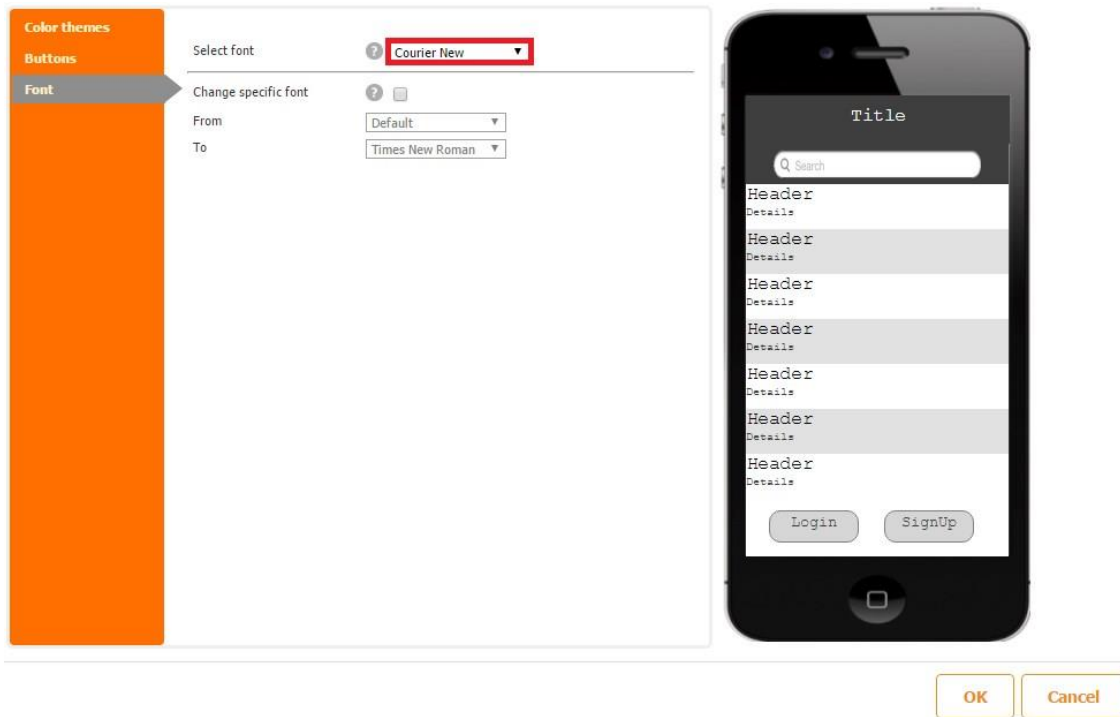 Color themes
Buttons
Font
Select font ? Courier New
Change specific font ?
From Default
To Times New Roman
Title
Search
Header
Details
Header
Details
Header
Details
Header
Details
Header
Details
Header
Details
Header
Details
Login SignUp
OK Cancel